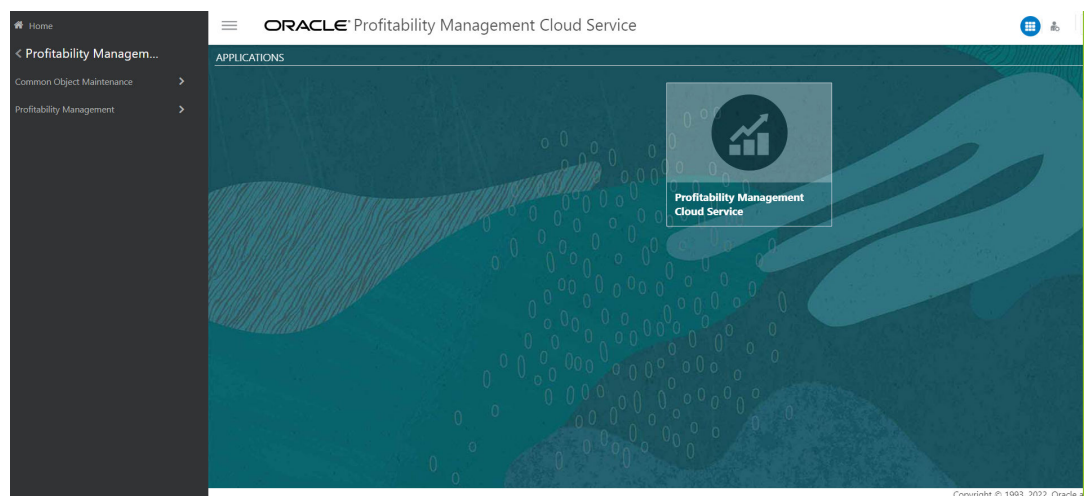 Home
ORACLE® Profitability Management Cloud Service
Profitability Managem...
APPLICATIONS
Common Object Maintenance
Profitability Management
Profitability Management
Cloud Service
Copyright © 1993, 2022, Oracle a